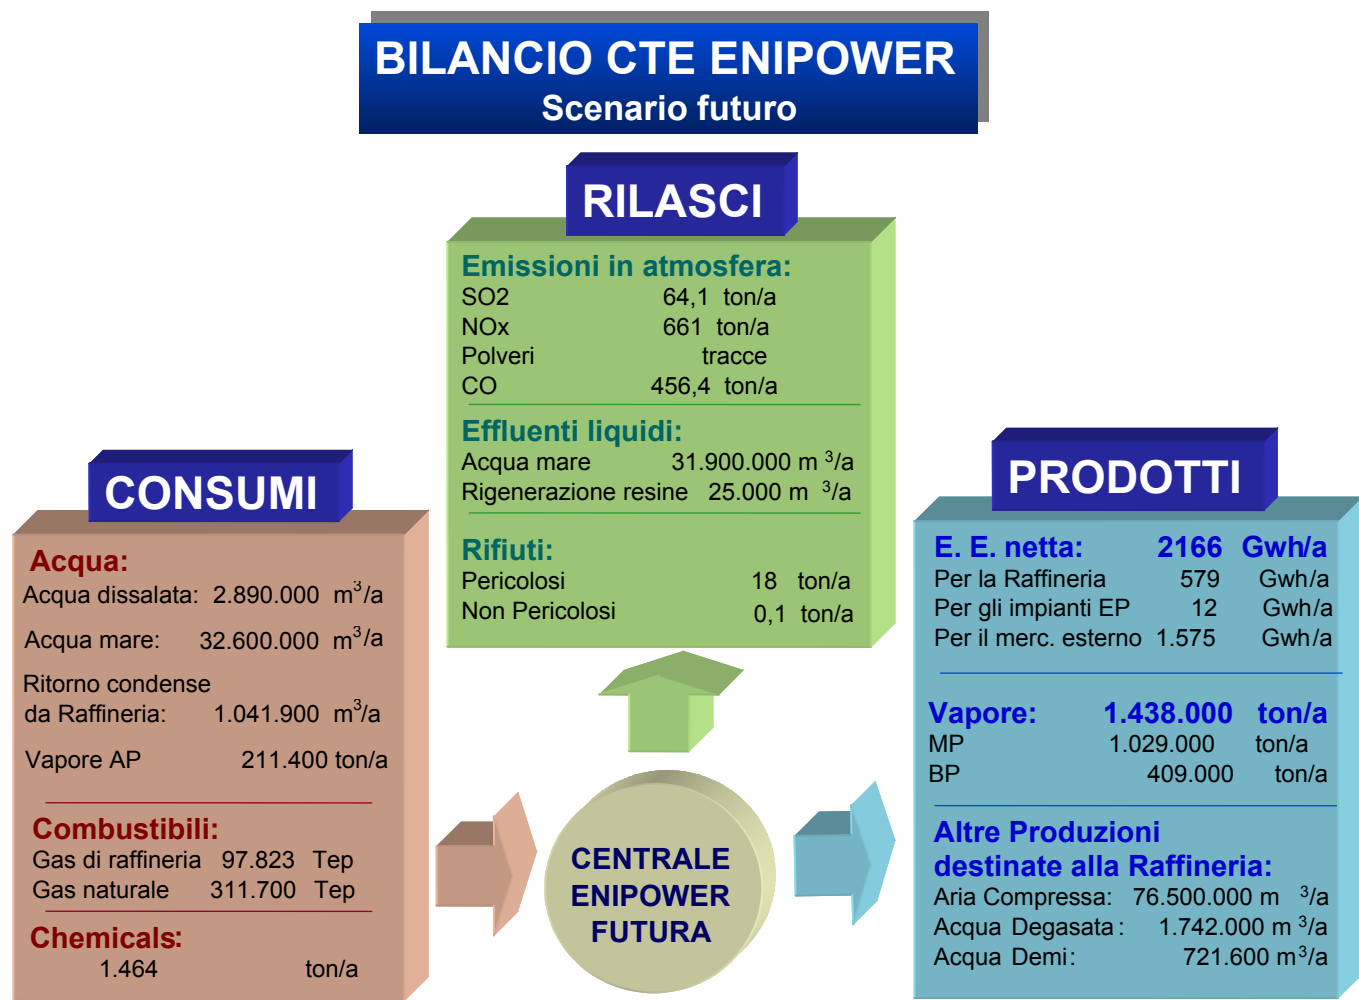 BILANCIO CTE ENIPOWER
Scenario futuro
RILASCI
Emissioni in atmosfera:
SO2 64,1 ton/a
NOx 661 ton/a
Polveri tracce
CO 456,4 ton/a
Effluenti liquidi:
Acqua mare 31.900.000 m 3/a
Rigenerazione resine 25.000 m 3/a
Rifiuti:
Pericolosi 18 ton/a
Non Pericolosi 0,1 ton/a
CONSUMI
Acqua:
Acqua dissalata: 2.890.000 m3/a
Acqua mare: 32.600.000 m3/a
Ritorno condense
da Raffineria: 1.041.900 m3/a
Vapore AP 211.400 ton/a
Combustibili:
Gas di raffineria 97.823 Tep
Gas naturale 311.700 Tep
Chemicals:
1.464 ton/a
CENTRALE
ENIPOWER
FUTURA
PRODOTTI
E. E. netta: 2166 Gwh/a
Per la Raffineria 579 Gwh/a
Per gli impianti EP 12 Gwh/a
Per il merc. esterno 1.575 Gwh/a
Vapore: 1.438.000 ton/a
MP 1.029.000 ton/a
BP 409.000 ton/a
Altre Produzioni
destinate alla Raffineria:
Aria Compressa: 76.500.000 m 3/a
Acqua Degasata : 1.742.000 m 3/a
Acqua Demi : 721.600 m3/a